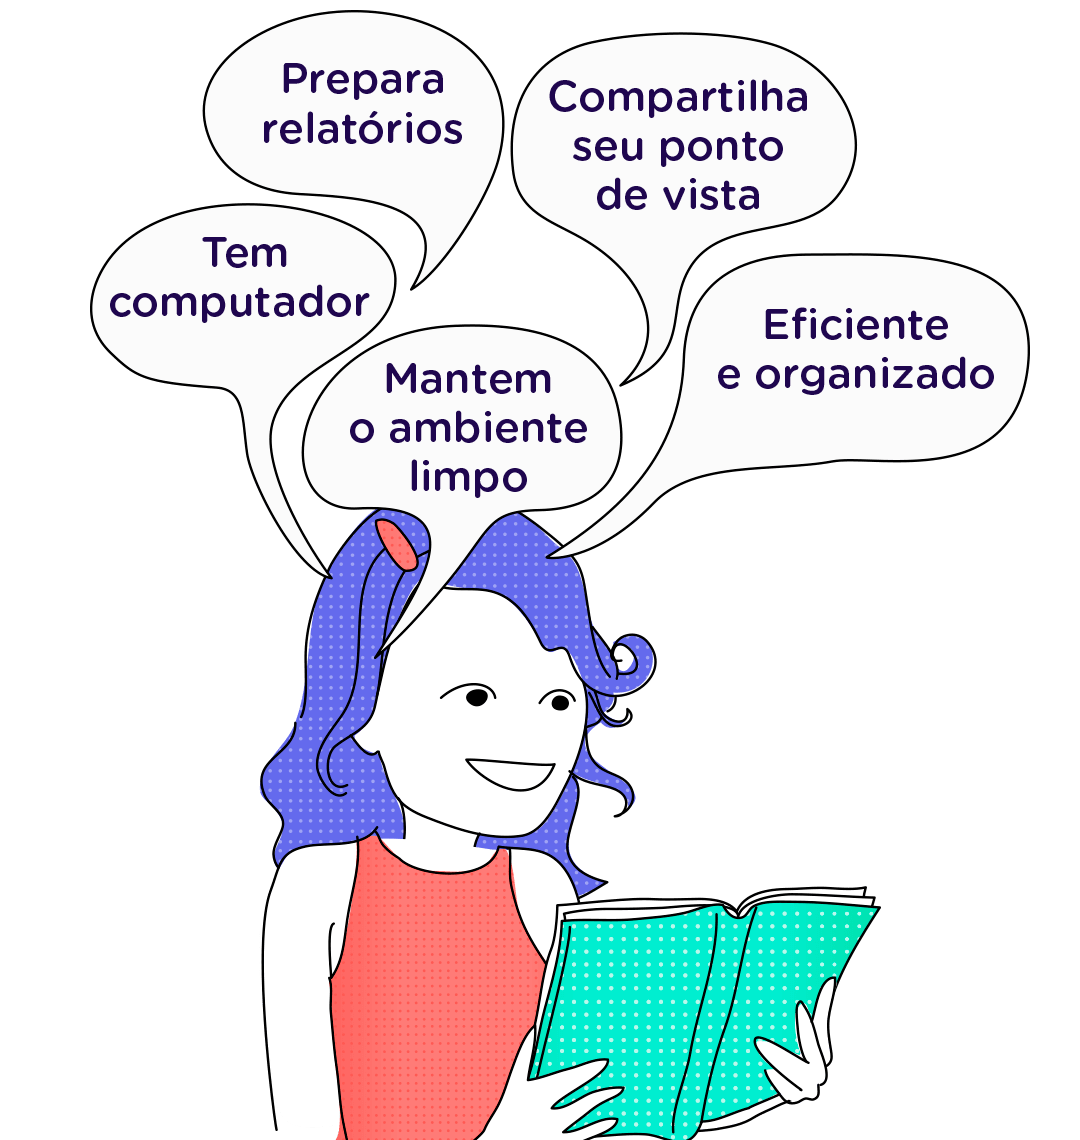 Prepara
relatórios
Compartilha
seu ponto
de vista
Tem
computador
Eficiente
e organizado
Mantem
o ambiente
limpo